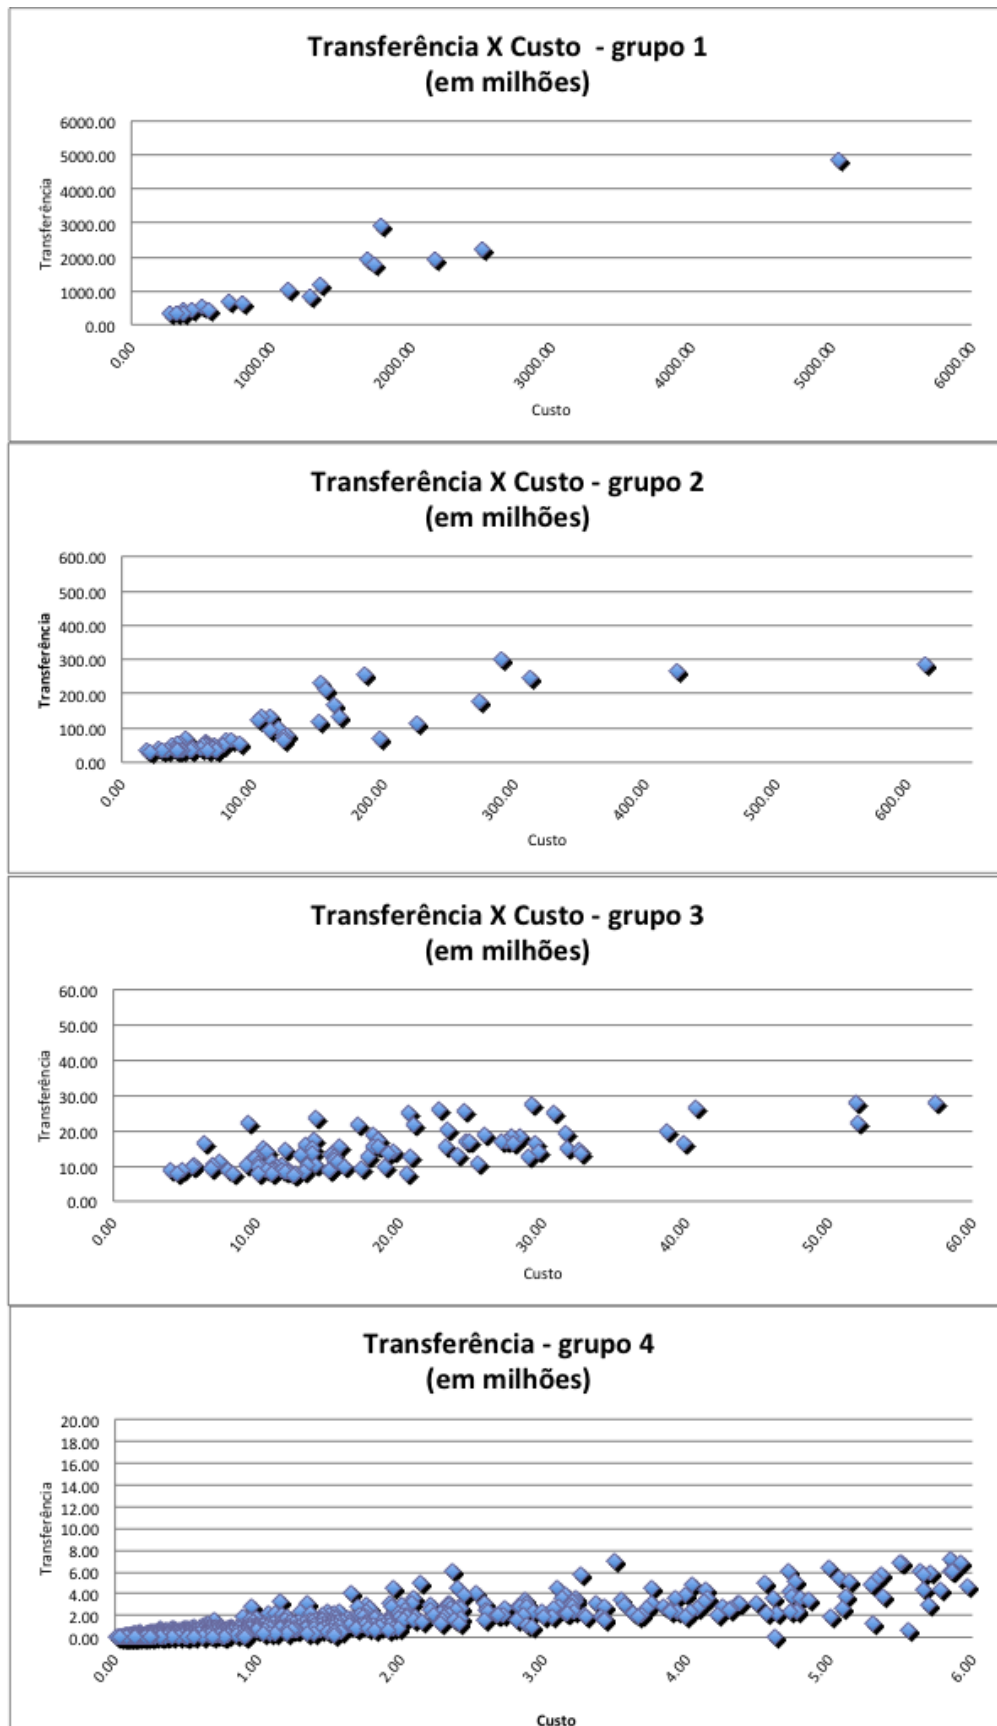 Transferência X Custo - grupo 1
(em milhões)
6000.00
5000.00
4000.00
3000.00
2000.00
1000.00
0.00
Transferência
0.00 1000.00 2000.00 3000.00 4000.00 5000.00 6000.00
Custo
Transferência X Custo - grupo 2
(em milhões)
600.00
500.00
400.00
300.00
200.00
100.00
0.00
Transferência
0.00 100.00 200.00 300.00 400.00 500.00 600.00
Custo
Transferência X Custo - grupo 3
(em milhões)
60.00
50.00
40.00
30.00
20.00
10.00
0.00
Transferência
0.00 10.00 20.00 30.00 40.00 50.00 60.00
Custo
Transferência - grupo 4
(em milhões)
20.00
18.00
16.00
14.00
12.00
10.00
8.00
6.00
4.00
2.00
0.00
Transferência
0.00 1.00 2.00 3.00 4.00 5.00 6.00
Custo